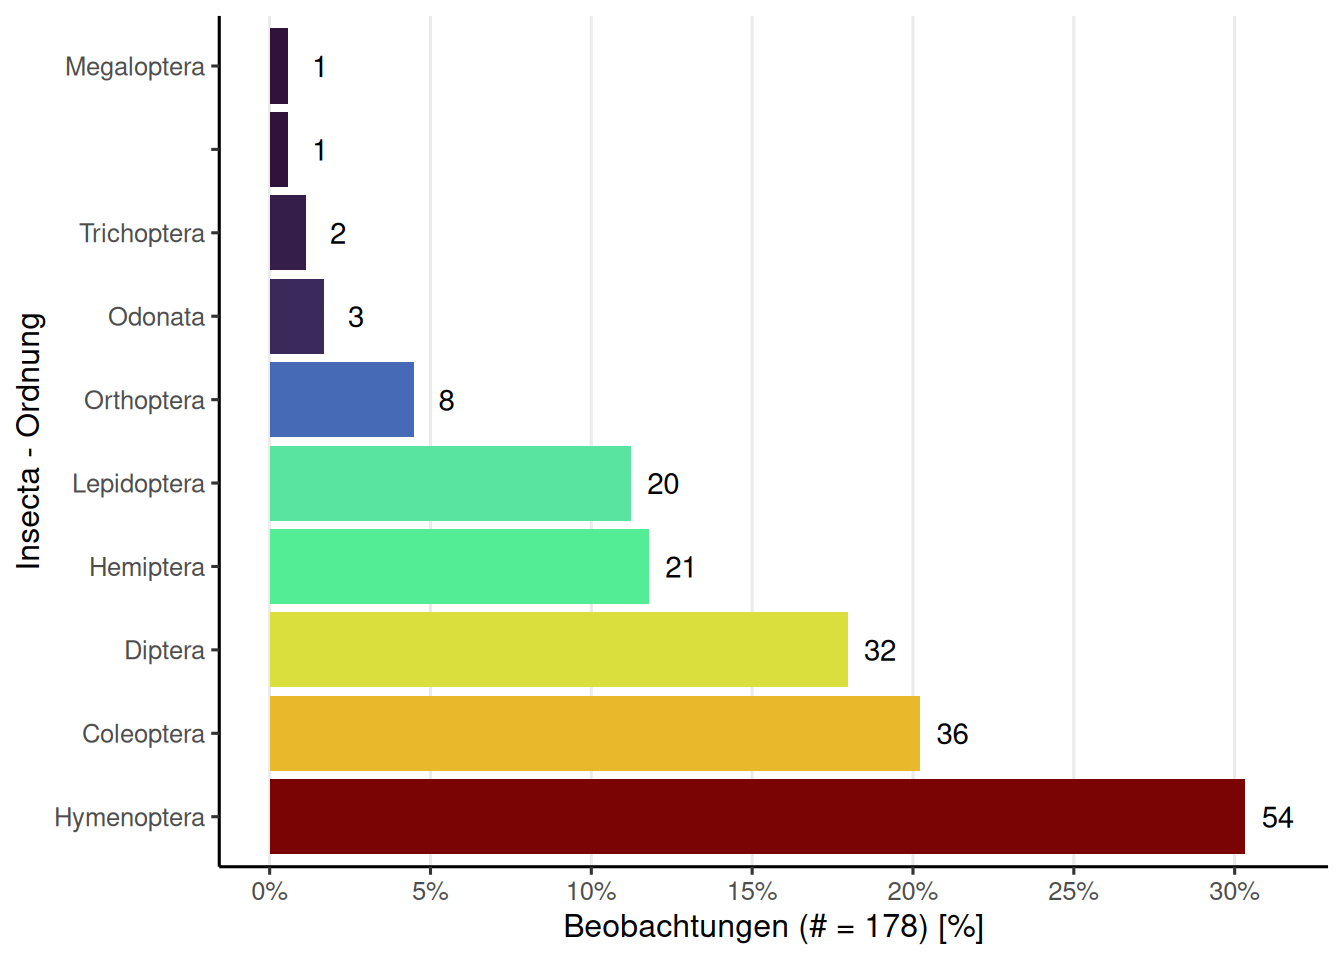 Megaloptera
1
1
Trichoptera
2
Odonata
3
Orthoptera
8
Lepidoptera
20
Hemiptera
21
Diptera
32
Coleoptera
36
Hymenoptera
54
Insecta - Ordnung
0% 5% 10% 15% 20% 25% 30%
Beobachtungen (# = 178) [%]